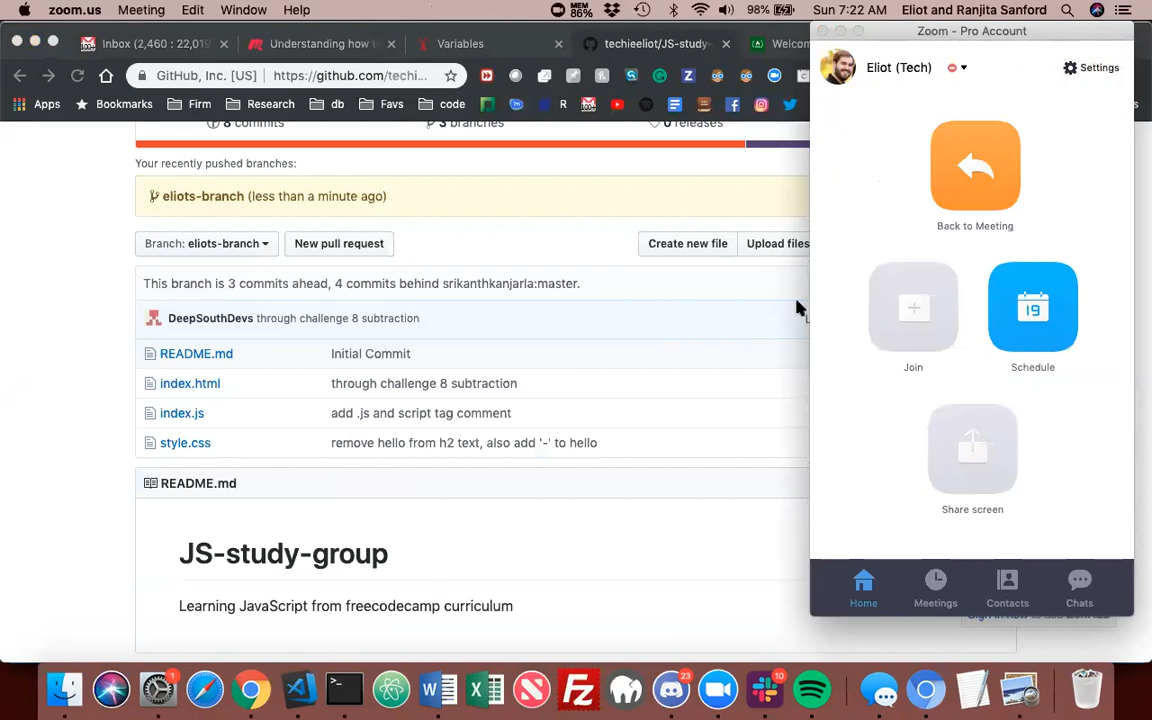 zoom.us Meeting Edit Window Help MEM 86% 98% Sun 7:22 AM Eliot and Ranjita Sanford
Inbox (2,460 : 22,019 × Understanding how × Variables × techieeliot/JS-study- × Welcom
Zoom - Pro Account
GitHub, Inc. [US] https://github.com/techi...
Eliot (Tech) Settings
Apps Bookmarks Firm Research db Favs code R
8 commits 3 branches 0 releases
Your recently pushed branches:
eliots-branch (less than a minute ago)
Back to Meeting
Branch: eliots-branch New pull request Create new file Upload files
This branch is 3 commits ahead, 4 commits behind srikanthkanjarla:master.
19
DeepSouthDevs through challenge 8 subtraction
README.md Initial Commit
Join Schedule
index.html through challenge 8 subtraction
index.js add .js and script tag comment
style.css remove hello from h2 text, also add '-' to hello
README.md
Share screen
JS-study-group
Learning JavaScript from freecodecamp curriculum
Home Meetings Contacts Chats
1 23 10